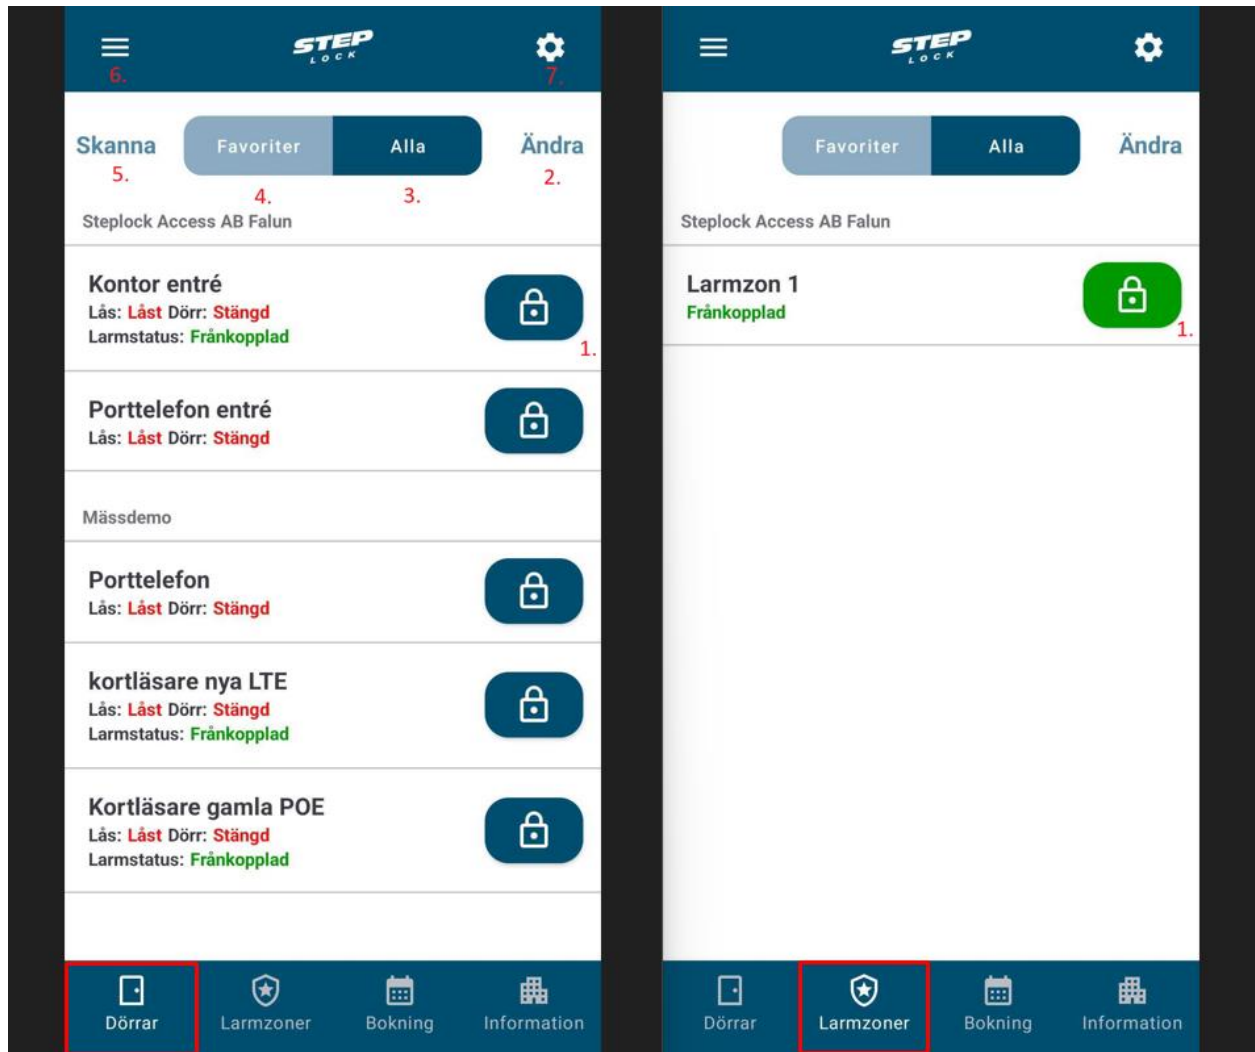 STEP
LOCK
6.
7.
Skanna
Favoriter
Alla
Ändra
5.
4.
3.
2.
Steplock Access AB Falun
Kontor entré
Lås: Låst Dörr: Stängd
Larmstatus: Frånkopplad
1.
Porttelefon entré
Lås: Låst Dörr: Stängd
Mässdemo
Porttelefon
Lås: Låst Dörr: Stängd
kortläsare nya LTE
Lås: Låst Dörr: Stängd
Larmstatus: Frånkopplad
Kortläsare gamla POE
Lås: Låst Dörr: Stängd
Larmstatus: Frånkopplad
Dörrar
Larmzoner
Bokning
Information
STEP
LOCK
Favoriter
Alla
Ändra
Steplock Access AB Falun
Larmzon 1
Frånkopplad
1.
Dörrar
Larmzoner
Bokning
Information